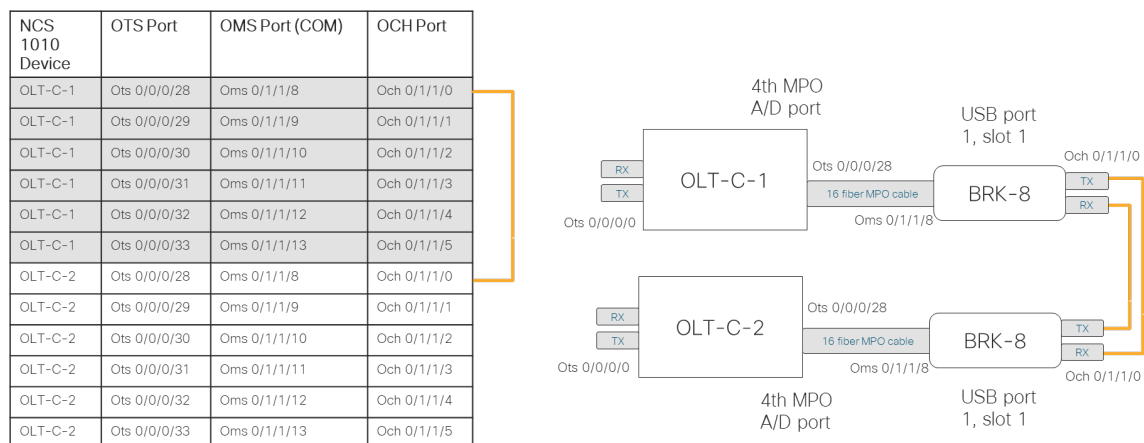 NCS 1010 Device OTS Port OMS Port (COM) OCH Port
OLT-C-1 Ots 0/0/0/28 Oms 0/1/1/8 Och 0/1/1/0
OLT-C-1 Ots 0/0/0/29 Oms 0/1/1/9 Och 0/1/1/1
OLT-C-1 Ots 0/0/0/30 Oms 0/1/1/10 Och 0/1/1/2
OLT-C-1 Ots 0/0/0/31 Oms 0/1/1/11 Och 0/1/1/3
OLT-C-1 Ots 0/0/0/32 Oms 0/1/1/12 Och 0/1/1/4
OLT-C-1 Ots 0/0/0/33 Oms 0/1/1/13 Och 0/1/1/5
OLT-C-2 Ots 0/0/0/28 Oms 0/1/1/8 Och 0/1/1/0
OLT-C-2 Ots 0/0/0/29 Oms 0/1/1/9 Och 0/1/1/1
OLT-C-2 Ots 0/0/0/30 Oms 0/1/1/10 Och 0/1/1/2
OLT-C-2 Ots 0/0/0/31 Oms 0/1/1/11 Och 0/1/1/3
OLT-C-2 Ots 0/0/0/32 Oms 0/1/1/12 Och 0/1/1/4
OLT-C-2 Ots 0/0/0/33 Oms 0/1/1/13 Och 0/1/1/5
4th MPO
A/D port
USB port
1, slot 1
Och 0/1/1/0
RX
TX
OLT-C-1
Ots 0/0/0/28
16 fiber MPO cable
BRK-8
TX
RX
Ots 0/0/0/0
Oms 0/1/1/8
RX
TX
OLT-C-2
Ots 0/0/0/28
16 fiber MPO cable
BRK-8
TX
RX
Ots 0/0/0/0
Oms 0/1/1/8
Och 0/1/1/0
4th MPO
A/D port
USB port
1, slot 1